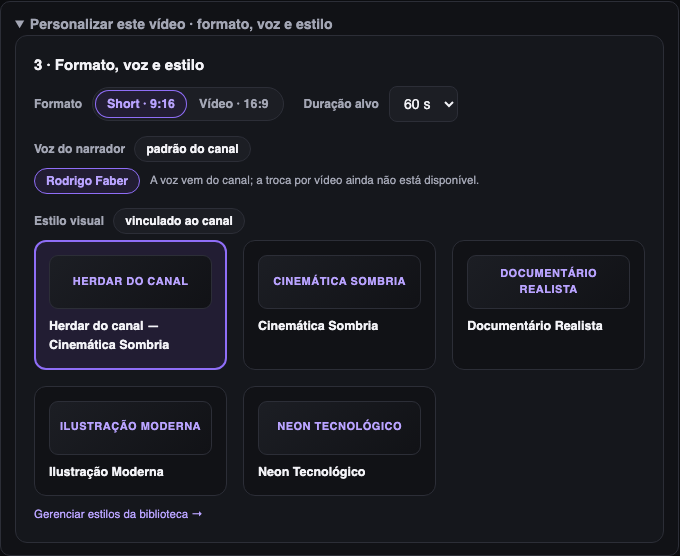 ▼ Personalizar este vídeo · formato, voz e estilo
3 · Formato, voz e estilo
Formato Short · 9:16 Vídeo · 16:9 Duração alvo 60 s
Voz do narrador padrão do canal
Rodrigo Faber A voz vem do canal; a troca por vídeo ainda não está disponível.
Estilo visual vinculado ao canal
HERDAR DO CANAL
Herdar do canal —
Cinemática Sombria
CINEMÁTICA SOMBRIA
Cinemática Sombria
DOCUMENTÁRIO
REALISTA
Documentário Realista
ILUSTRAÇÃO MODERNA
Ilustração Moderna
NEON TECNOLÓGICO
Neon Tecnológico
Gerenciar estilos da biblioteca →